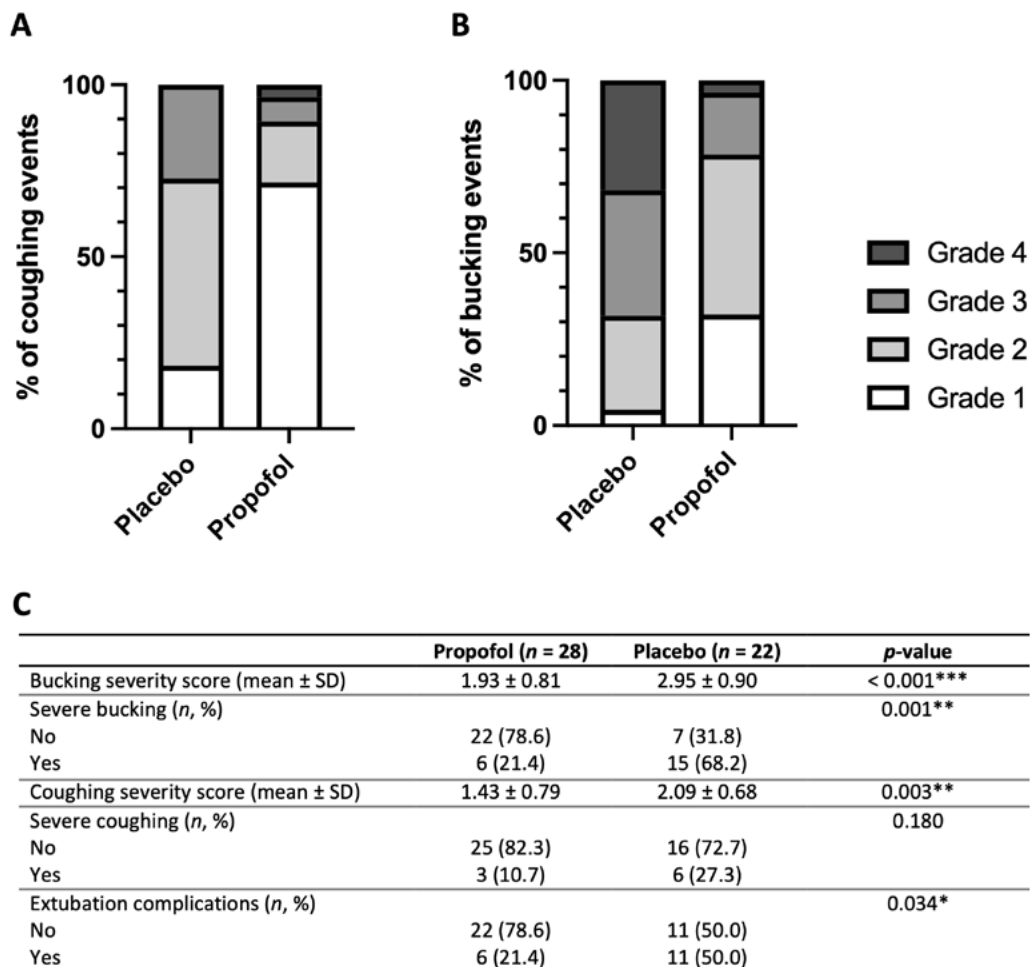 A
B
% of coughing events
100
50
0
Placebo
Propofol
% of bucking events
100
50
0
Placebo
Propofol
Grade 4
Grade 3
Grade 2
Grade 1
C
Propofol (n = 28) Placebo (n = 22) p-value
Bucking severity score (mean ± SD) 1.93 ± 0.81 2.95 ± 0.90 < 0.001***
Severe bucking (n, %) 0.001**
No 22 (78.6) 7 (31.8)
Yes 6 (21.4) 15 (68.2)
Coughing severity score (mean ± SD) 1.43 ± 0.79 2.09 ± 0.68 0.003**
Severe coughing (n, %) 0.180
No 25 (82.3) 16 (72.7)
Yes 3 (10.7) 6 (27.3)
Extubation complications (n, %) 0.034*
No 22 (78.6) 11 (50.0)
Yes 6 (21.4) 11 (50.0)